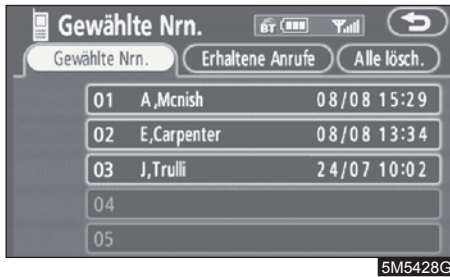 Gewählte Nrn. BT
Gewählte Nrn. Erhaltene Anrufe Alle lösch.
01 A,Mcnish 08/08 15:29
02 E,Carpenter 08/08 13:34
03 J,Trulli 24/07 10:02
04
05
5M5428G